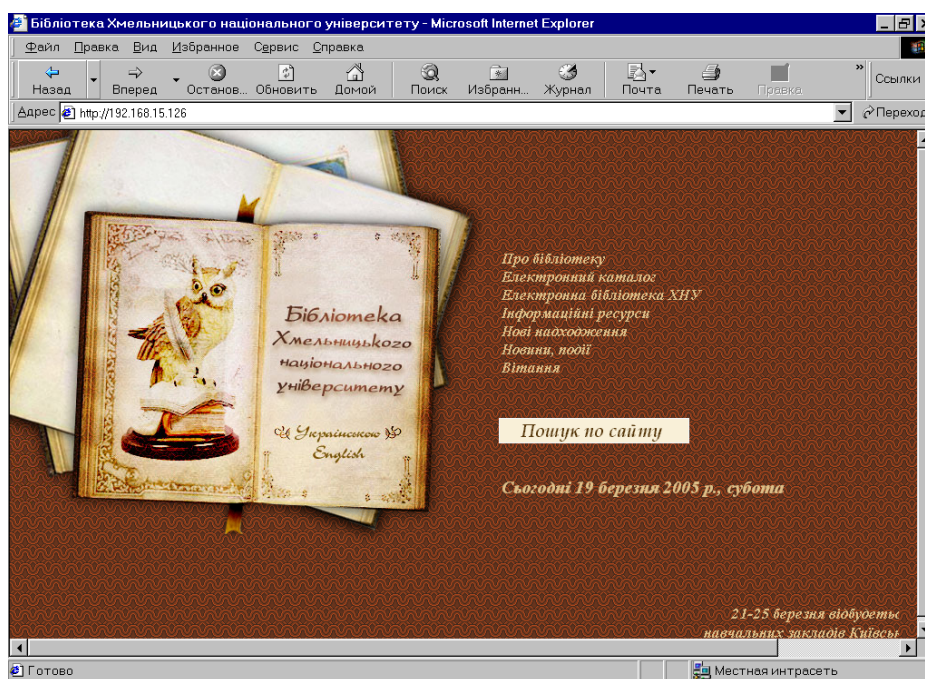 Бібліотека Хмельницького національного університету - Microsoft Internet Explorer
Файл Правка Вид Избранное Сервис Справка
Назад Вперед Останов... Обновить Домой Поиск Избранн... Журнал Почта Печать Правка » Ссылки
Адрес http://192.168.15.126 Переход
Про бібліотеку
Електронний каталог
Електронна бібліотека ХНУ
Інформаційні ресурси
Нові надходження
Новини, події
Вітання
Бібліотека
Хмельницького
національного
університету
Українською
English
Пошук по сайту
Сьогодні 19 березня 2005 р., субота
21-25 березня відбудеть
навчальних закладів Київсь
Готово Местная интрасеть